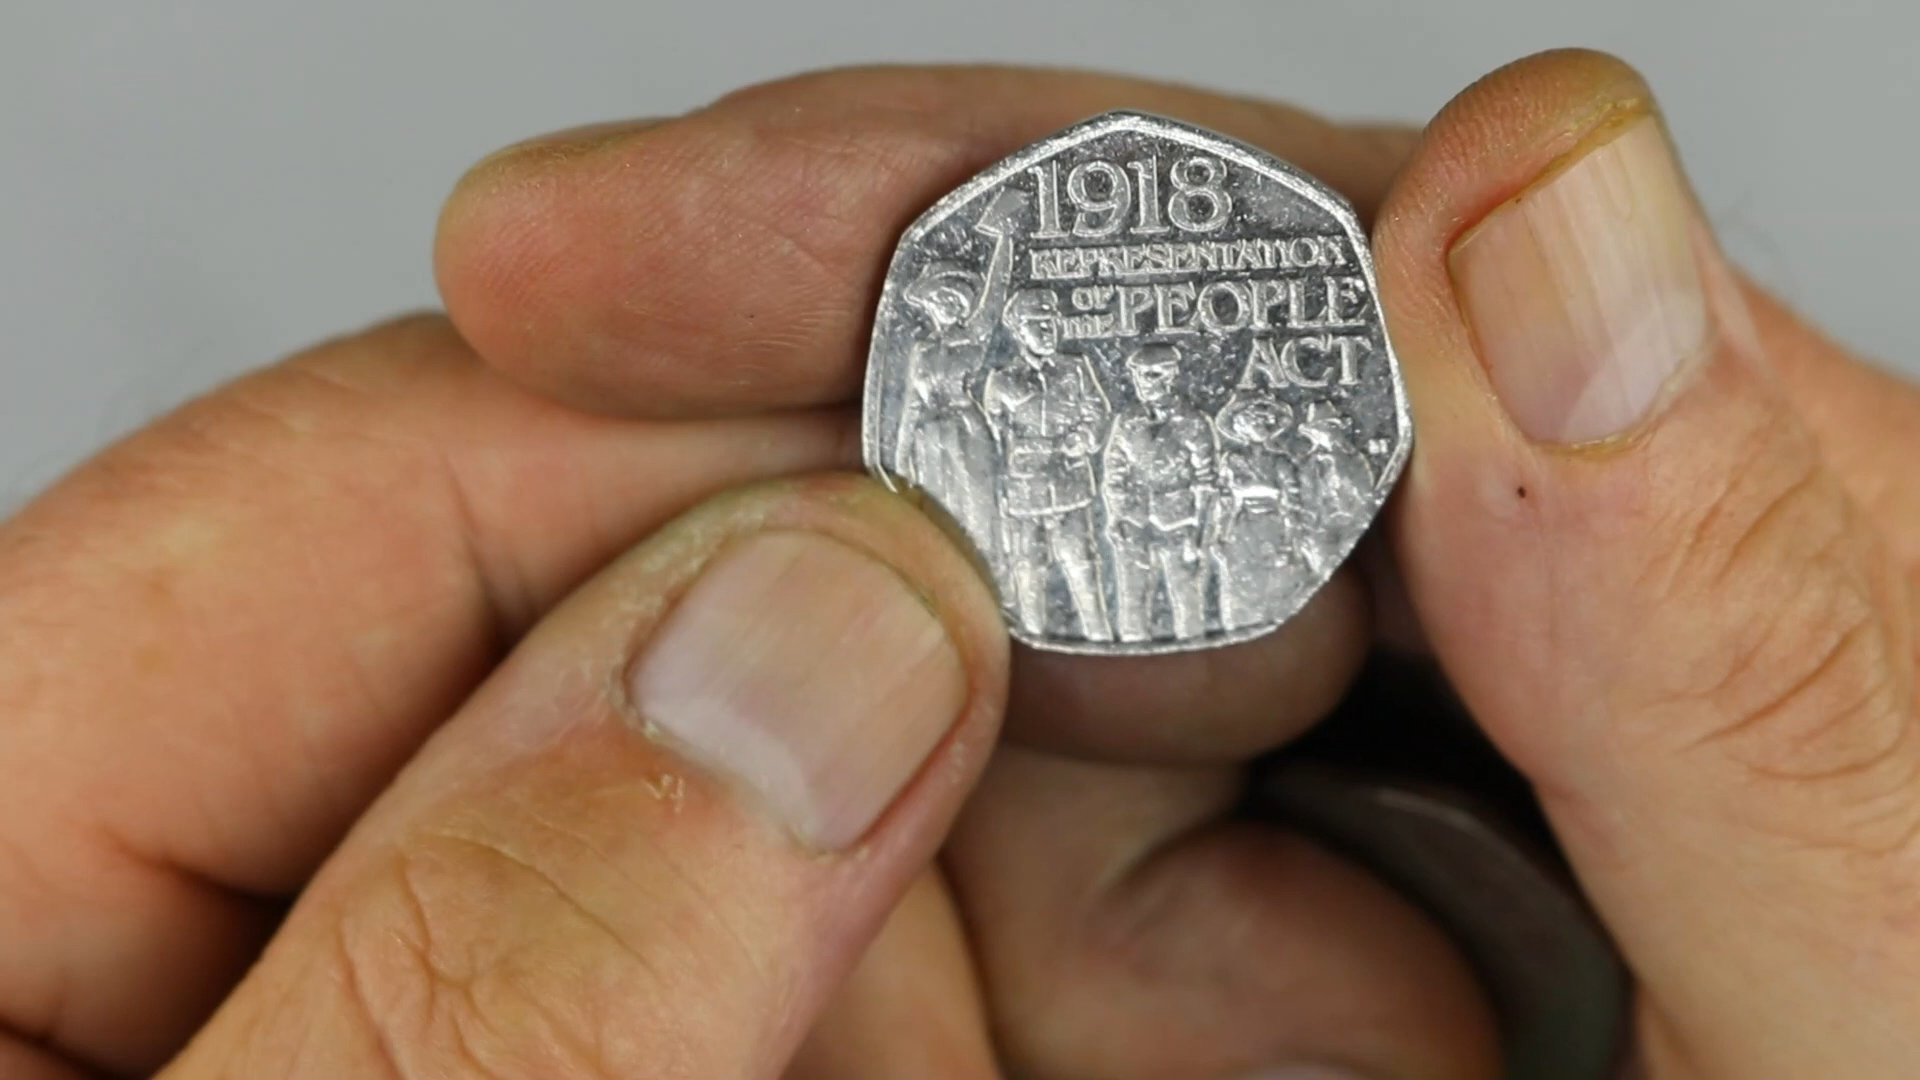 1918
REPRESENTATION
OF THE PEOPLE
ACT